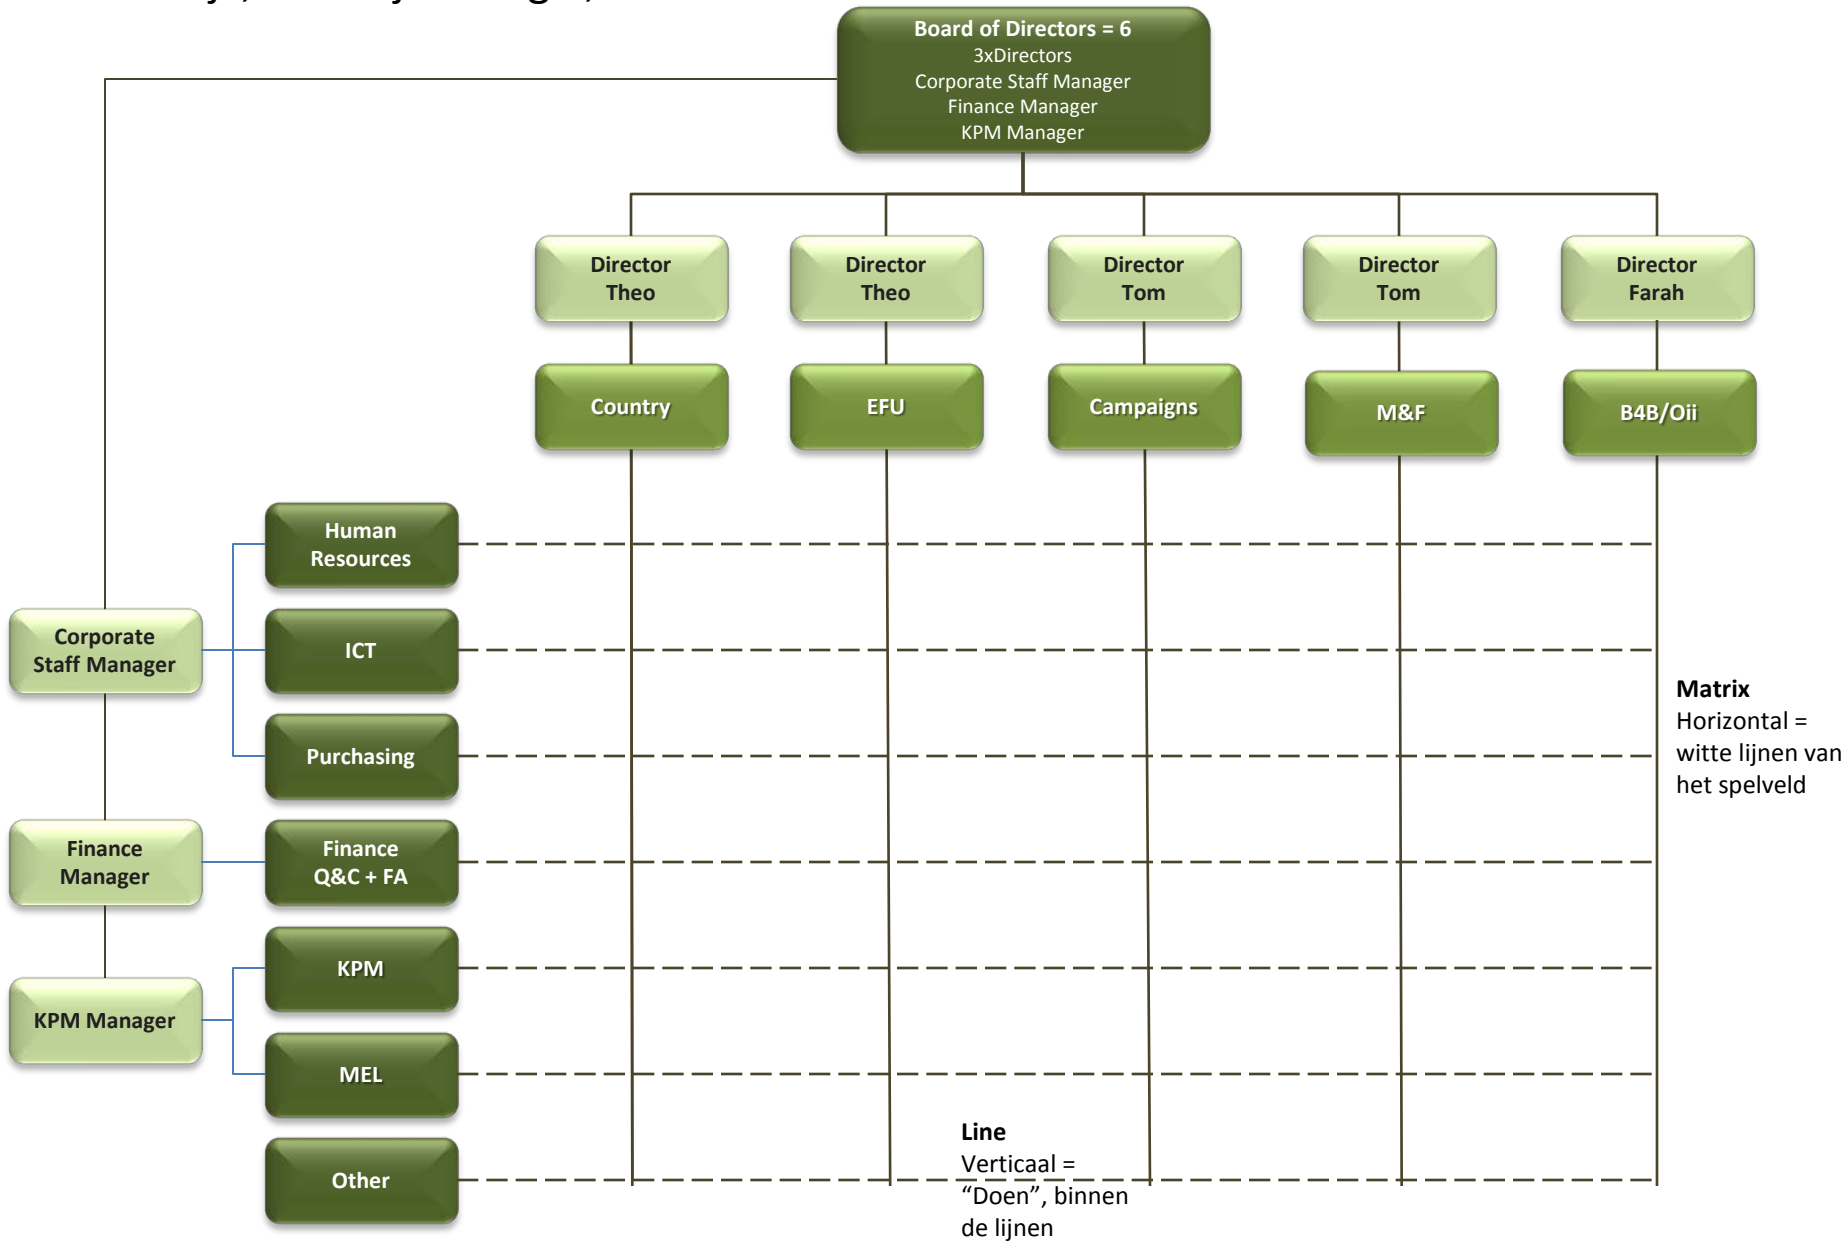 Board of Directors = 6
3xDirectors
Corporate Staff Manager
Finance Manager
KPM Manager
Director
Theo
Director
Theo
Director
Tom
Director
Tom
Director
Farah
Country
EFU
Campaigns
M&F
B4B/Oii
Human
Resources
Corporate
Staff Manager
ICT
Matrix
Horizontal =
witte lijnen van
het spelveld
Purchasing
Finance
Manager
Finance
Q&C + FA
KPM
KPM Manager
MEL
Line
Verticaal =
“Doen”, binnen
de lijnen
Other